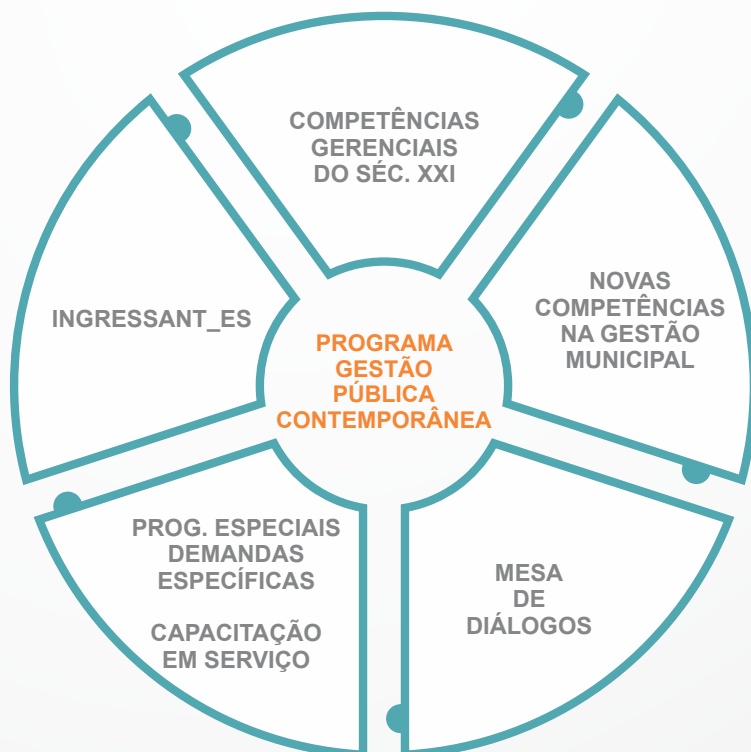 COMPETÊNCIAS
GERENCIAIS
DO SÉC. XXI
NOVAS
COMPETÊNCIAS
NA GESTÃO
MUNICIPAL
MESA
DE
DIÁLOGOS
PROG. ESPECIAIS
DEMANDAS
ESPECÍFICAS
CAPACITAÇÃO
EM SERVIÇO
INGRESSANT_ES
PROGRAMA
GESTÃO
PÚBLICA
CONTEMPORÂNEA